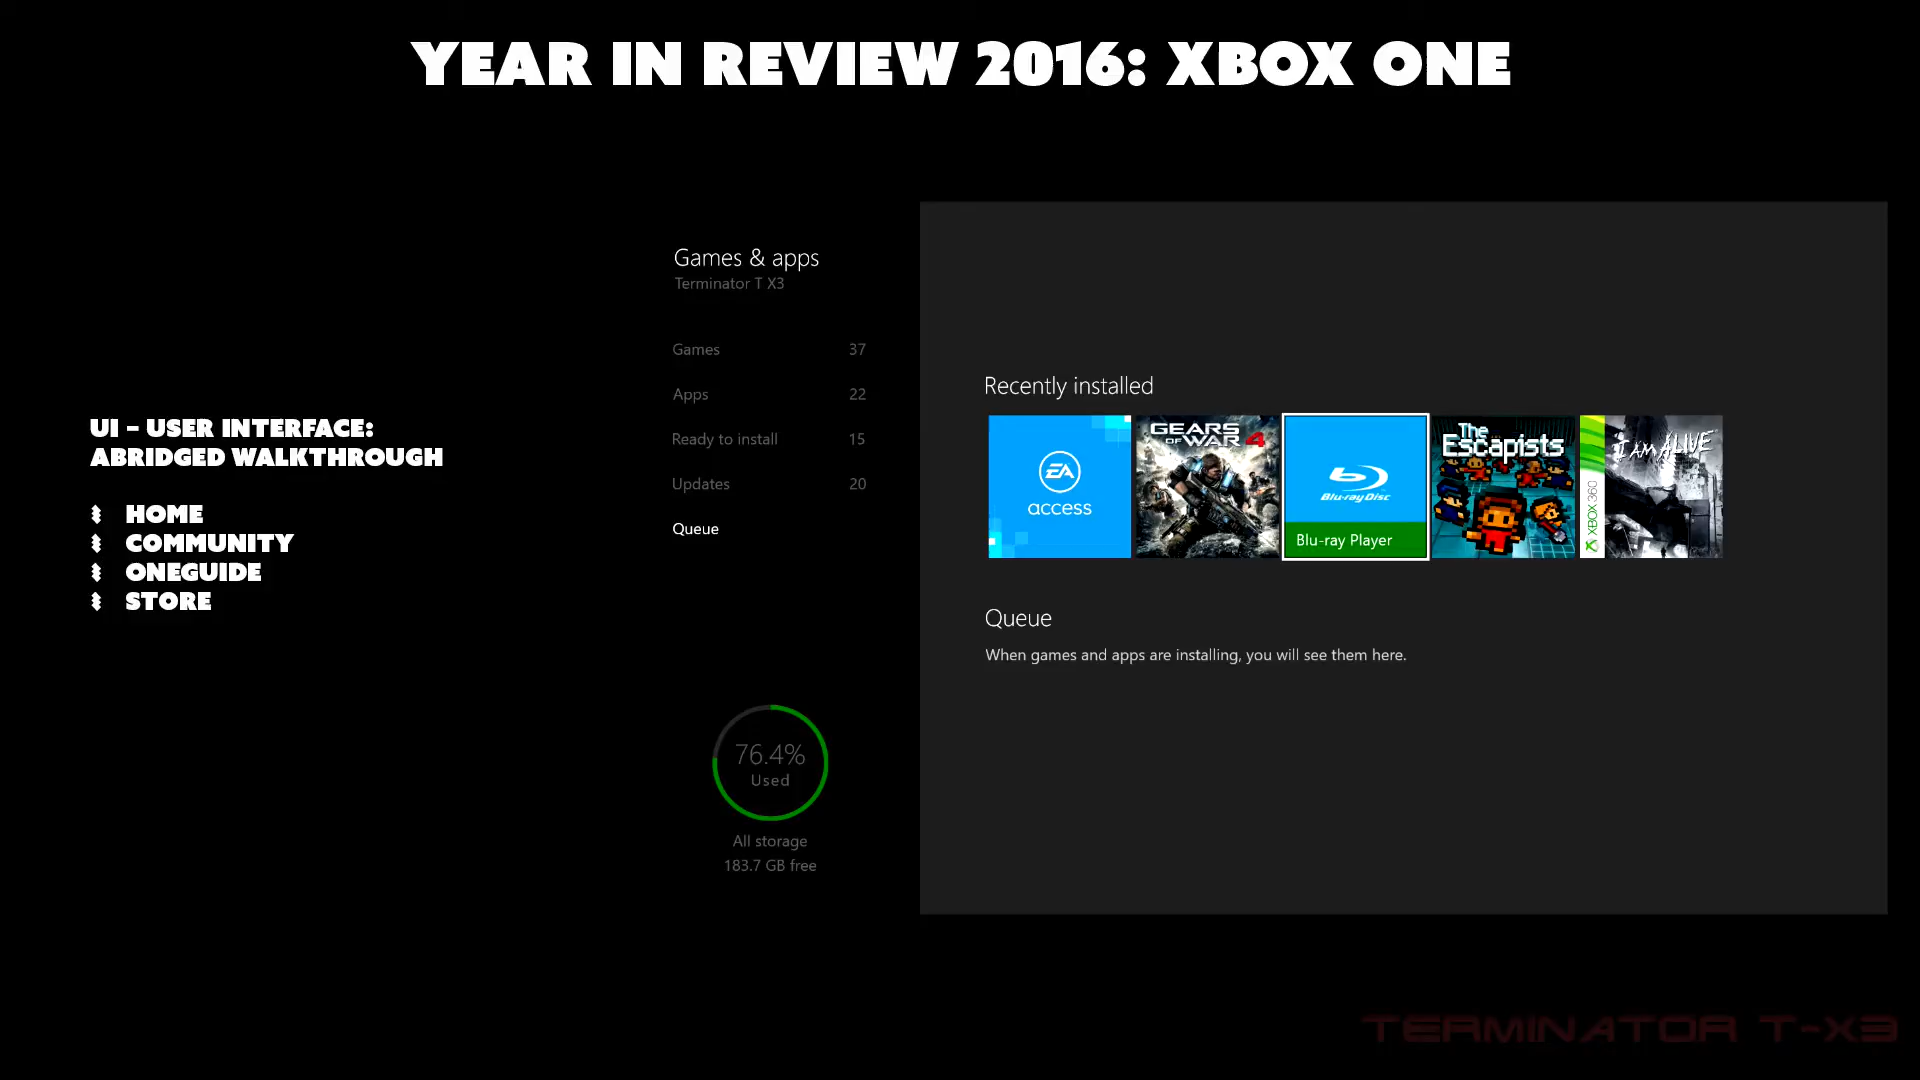 YEAR IN REVIEW 2016: XBOX ONE
UI – USER INTERFACE:
ABRIDGED WALKTHROUGH
HOME
COMMUNITY
ONEGUIDE
STORE
Games & apps
Terminator T X3
Games 37
Apps 22
Ready to install 15
Updates 20
Queue
76.4%
Used
All storage
183.7 GB free
Recently installed
EA
access
GEARS
OF WAR 4
Blu-ray Disc
Blu-ray Player
The
Escapists
XBOX 360
I AM ALIVE
Queue
When games and apps are installing, you will see them here.
TERMINATOR T-X3